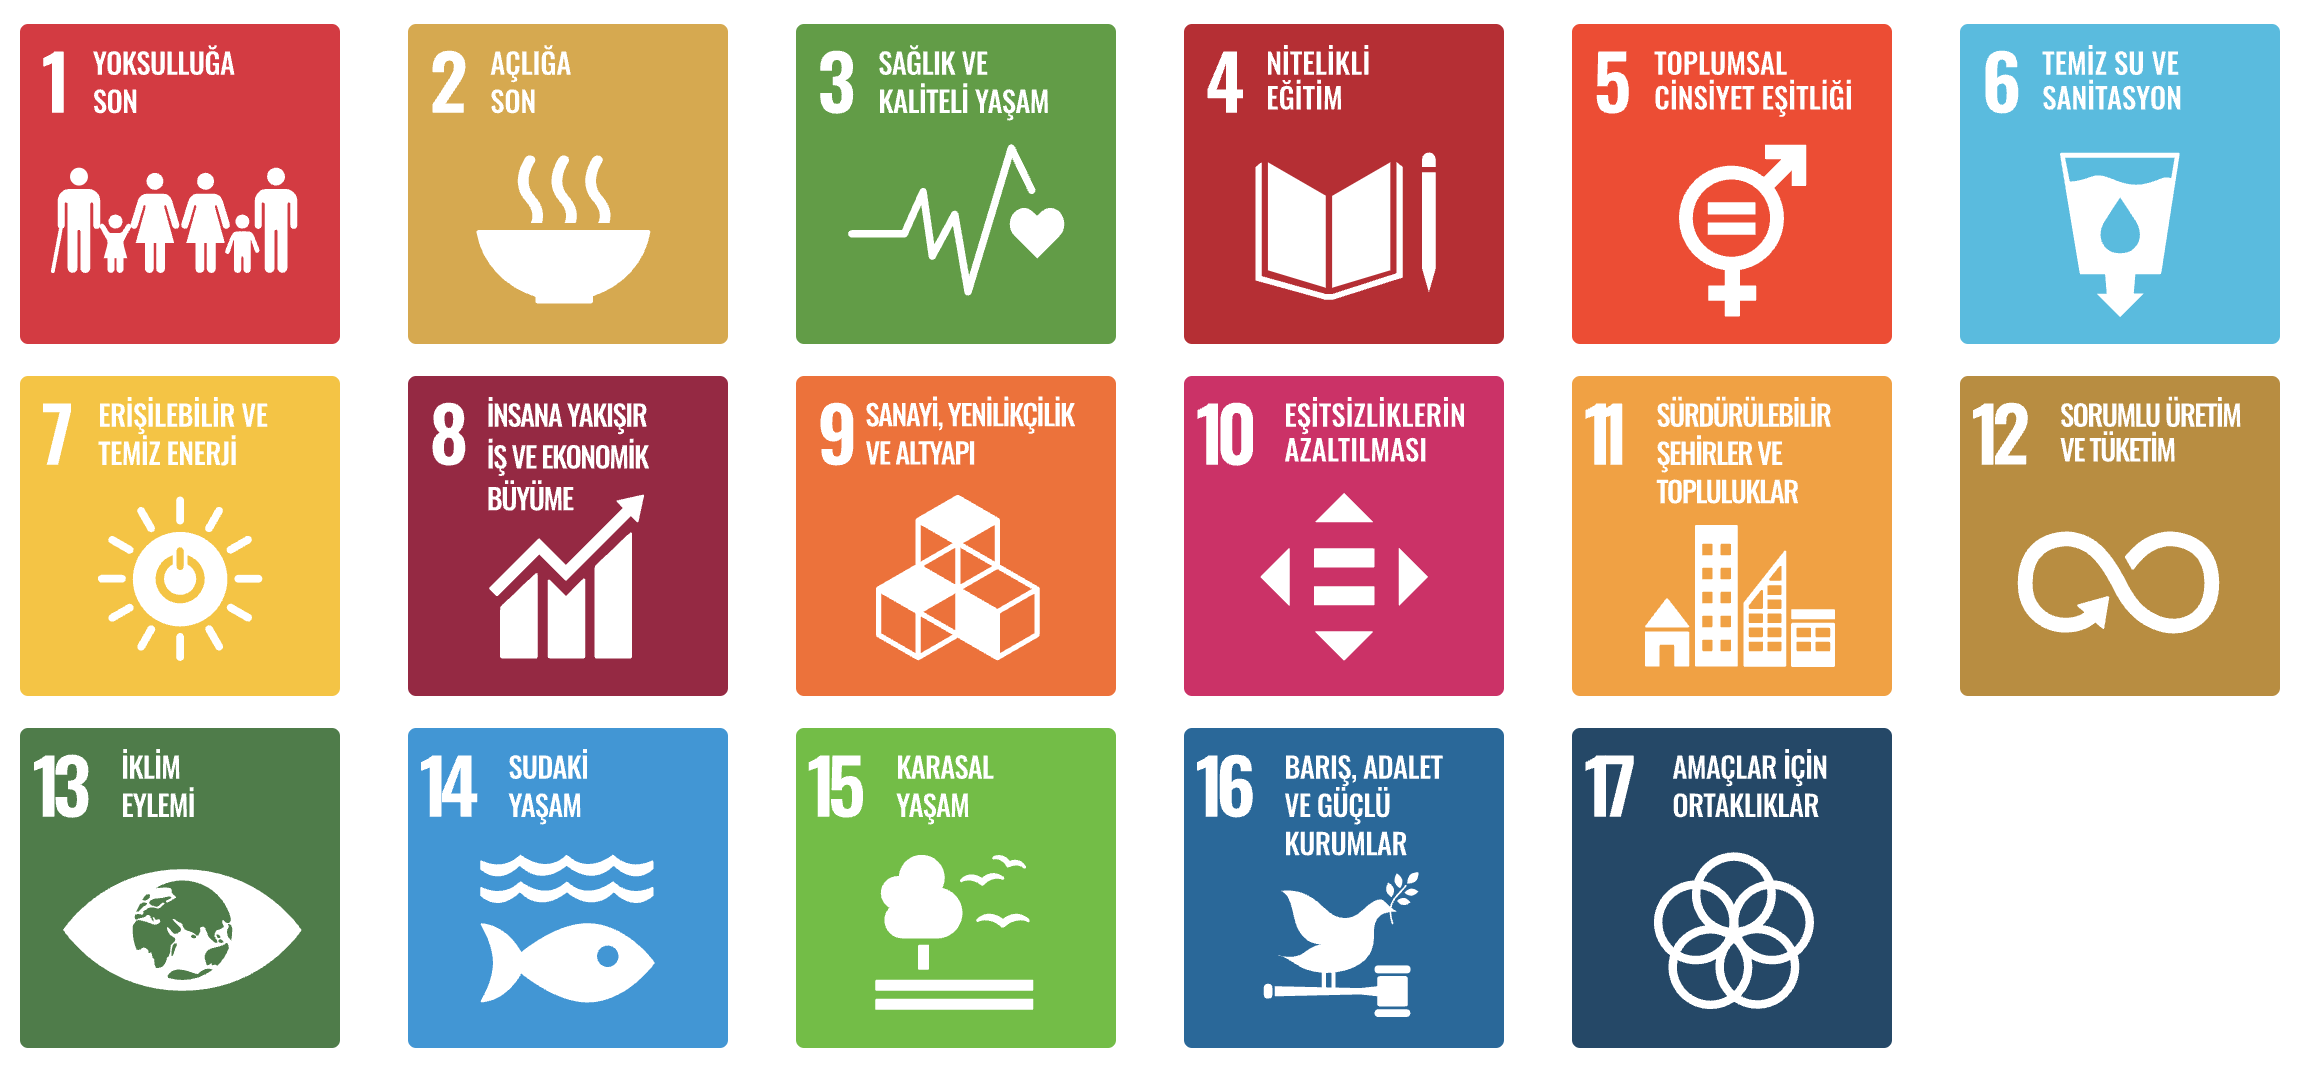 1 YOKSULLUĞA
SON
2 AÇLIĞA
SON
3 SAĞLIK VE
KALİTELİ YAŞAM
4 NİTELİKLİ
EĞİTİM
5 TOPLUMSAL
CİNSİYET EŞİTLİĞİ
6 TEMİZ SU VE
SANİTASYON
7 ERİŞİLEBİLİR VE
TEMİZ ENERJİ
8 İNSANA YAKIŞIR
İŞ VE EKONOMİK
BÜYÜME
9 SANAYİ, YENİLİKÇİLİK
VE ALTYAPI
10 EŞİTSİZLİKLERİN
AZALTILMASI
11 SÜRDÜRÜLEBİLİR
ŞEHİRLER VE
TOPLULUKLAR
12 SORUMLU ÜRETİM
VE TÜKETİM
13 İKLİM
EYLEMİ
14 SUDAKİ
YAŞAM
15 KARASAL
YAŞAM
16 BARIŞ, ADALET
VE GÜÇLÜ
KURUMLAR
17 AMAÇLAR İÇİN
ORTAKLIKLAR